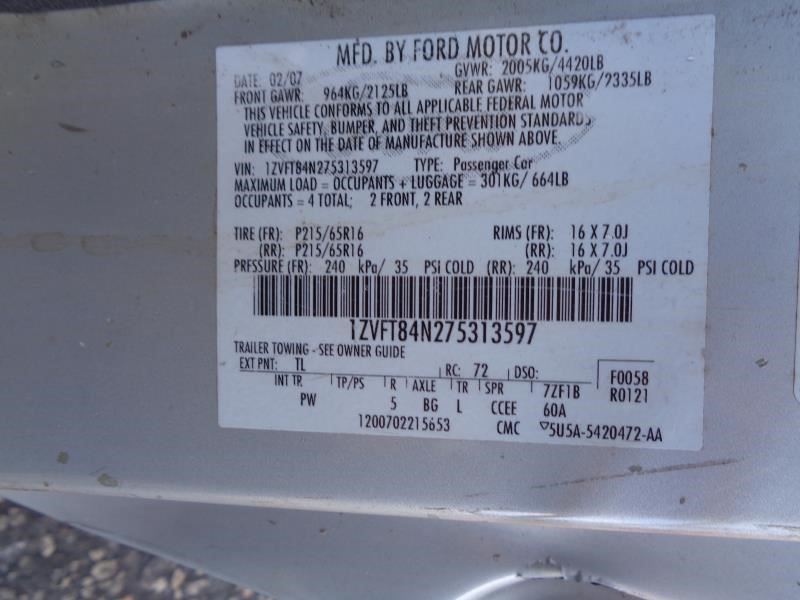 MFD. BY FORD MOTOR CO.
DATE: 02/07 GVWR: 2005KG/4420LB
FRONT GAWR: 964KG/2125LB REAR GAWR: 1059KG/?335LB
THIS VEHICLE CONFORMS TO ALL APPLICABLE FEDERAL MOTOR
VEHICLE SAFETY, BUMPER, AND THEFT PREVENTION STANDARDS
IN EFFECT ON THE DATE OF MANUFACTURE SHOWN ABOVE.
VIN: 1ZVFT84N275313597 TYPE: Passenger Car
MAXIMUM LOAD = OCCUPANTS + LUGGAGE = 301KG/ 664LB
OCCUPANTS = 4 TOTAL; 2 FRONT, 2 REAR
TIRE (FR): P215/65R16 RIMS (FR): 16 X 7.0J
(RR): P215/65R16 (RR): 16 X 7.0J
PRESSURE (FR): 240 kPa/ 35 PSI COLD (RR): 240 kPa/ 35 PSI COLD
1ZVFT84N275313597
TRAILER TOWING - SEE OWNER GUIDE
EXT PNT: TL RC: 72 DSO: F0058
INT TR TP/PS R AXLE TR SPR 7ZF1B R0121
PW 5 BG L CCEE 60A
1200702215653 CMC 5U5A-5420472-AA